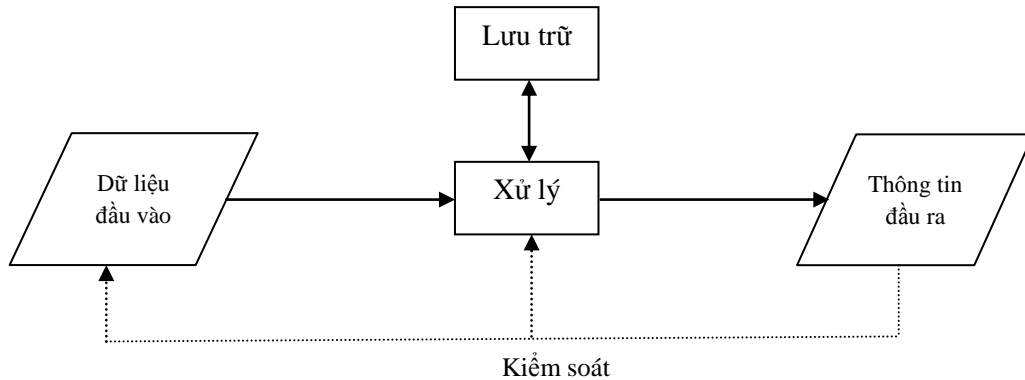 Lưu trữ
Dữ liệu
đầu vào
Xử lý
Thông tin
đầu ra
Kiểm soát